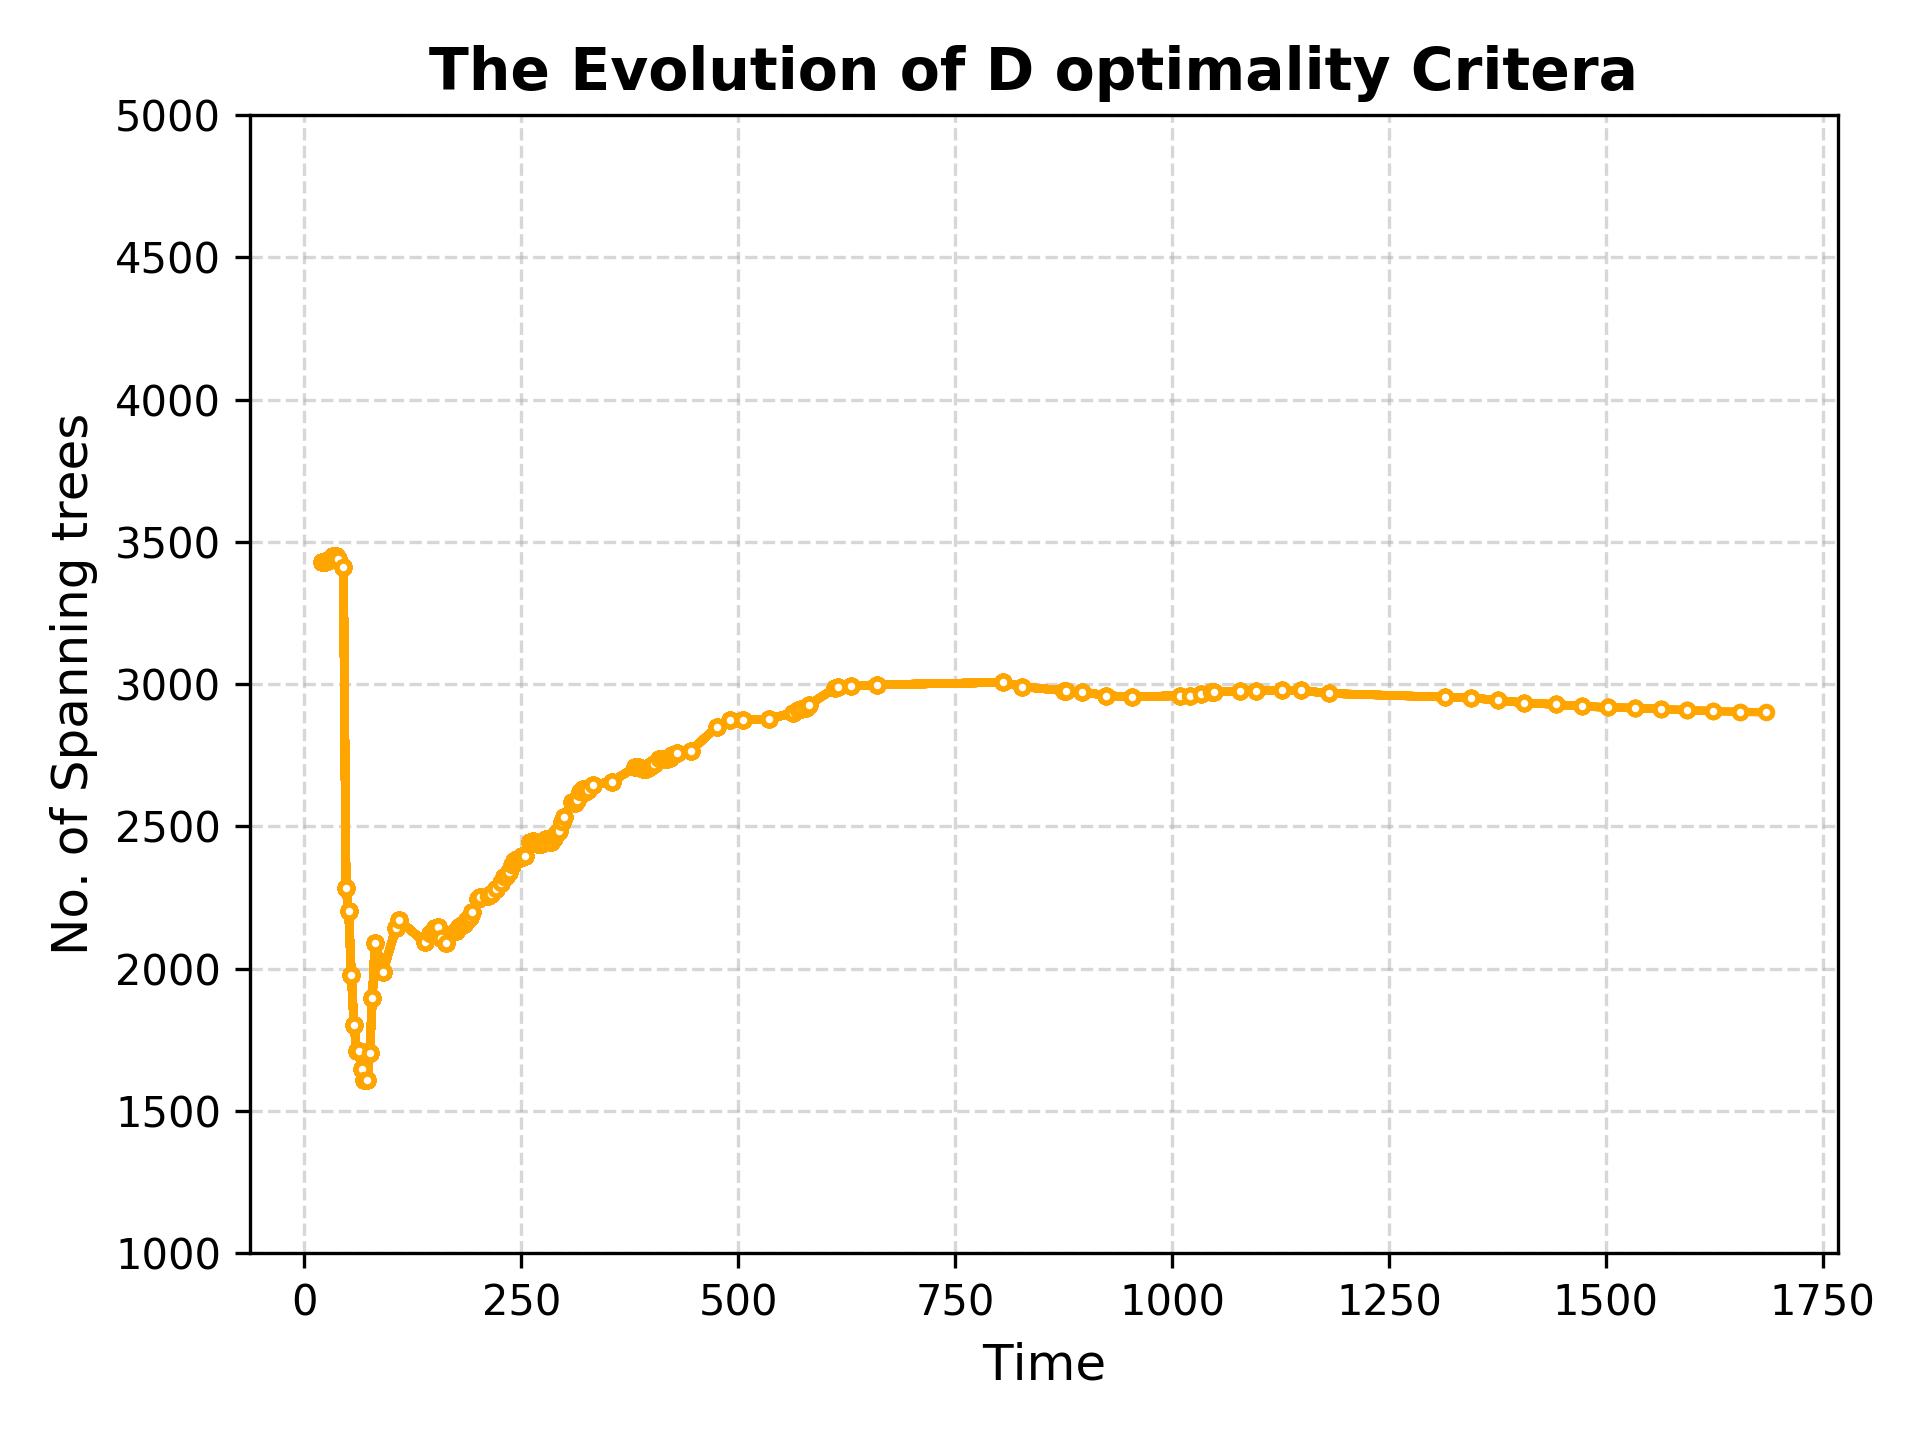 The Evolution of D optimality Critera
5000
4500
4000
3500
3000
2500
2000
1500
1000
No. of Spanning trees
0 250 500 750 1000 1250 1500 1750
Time